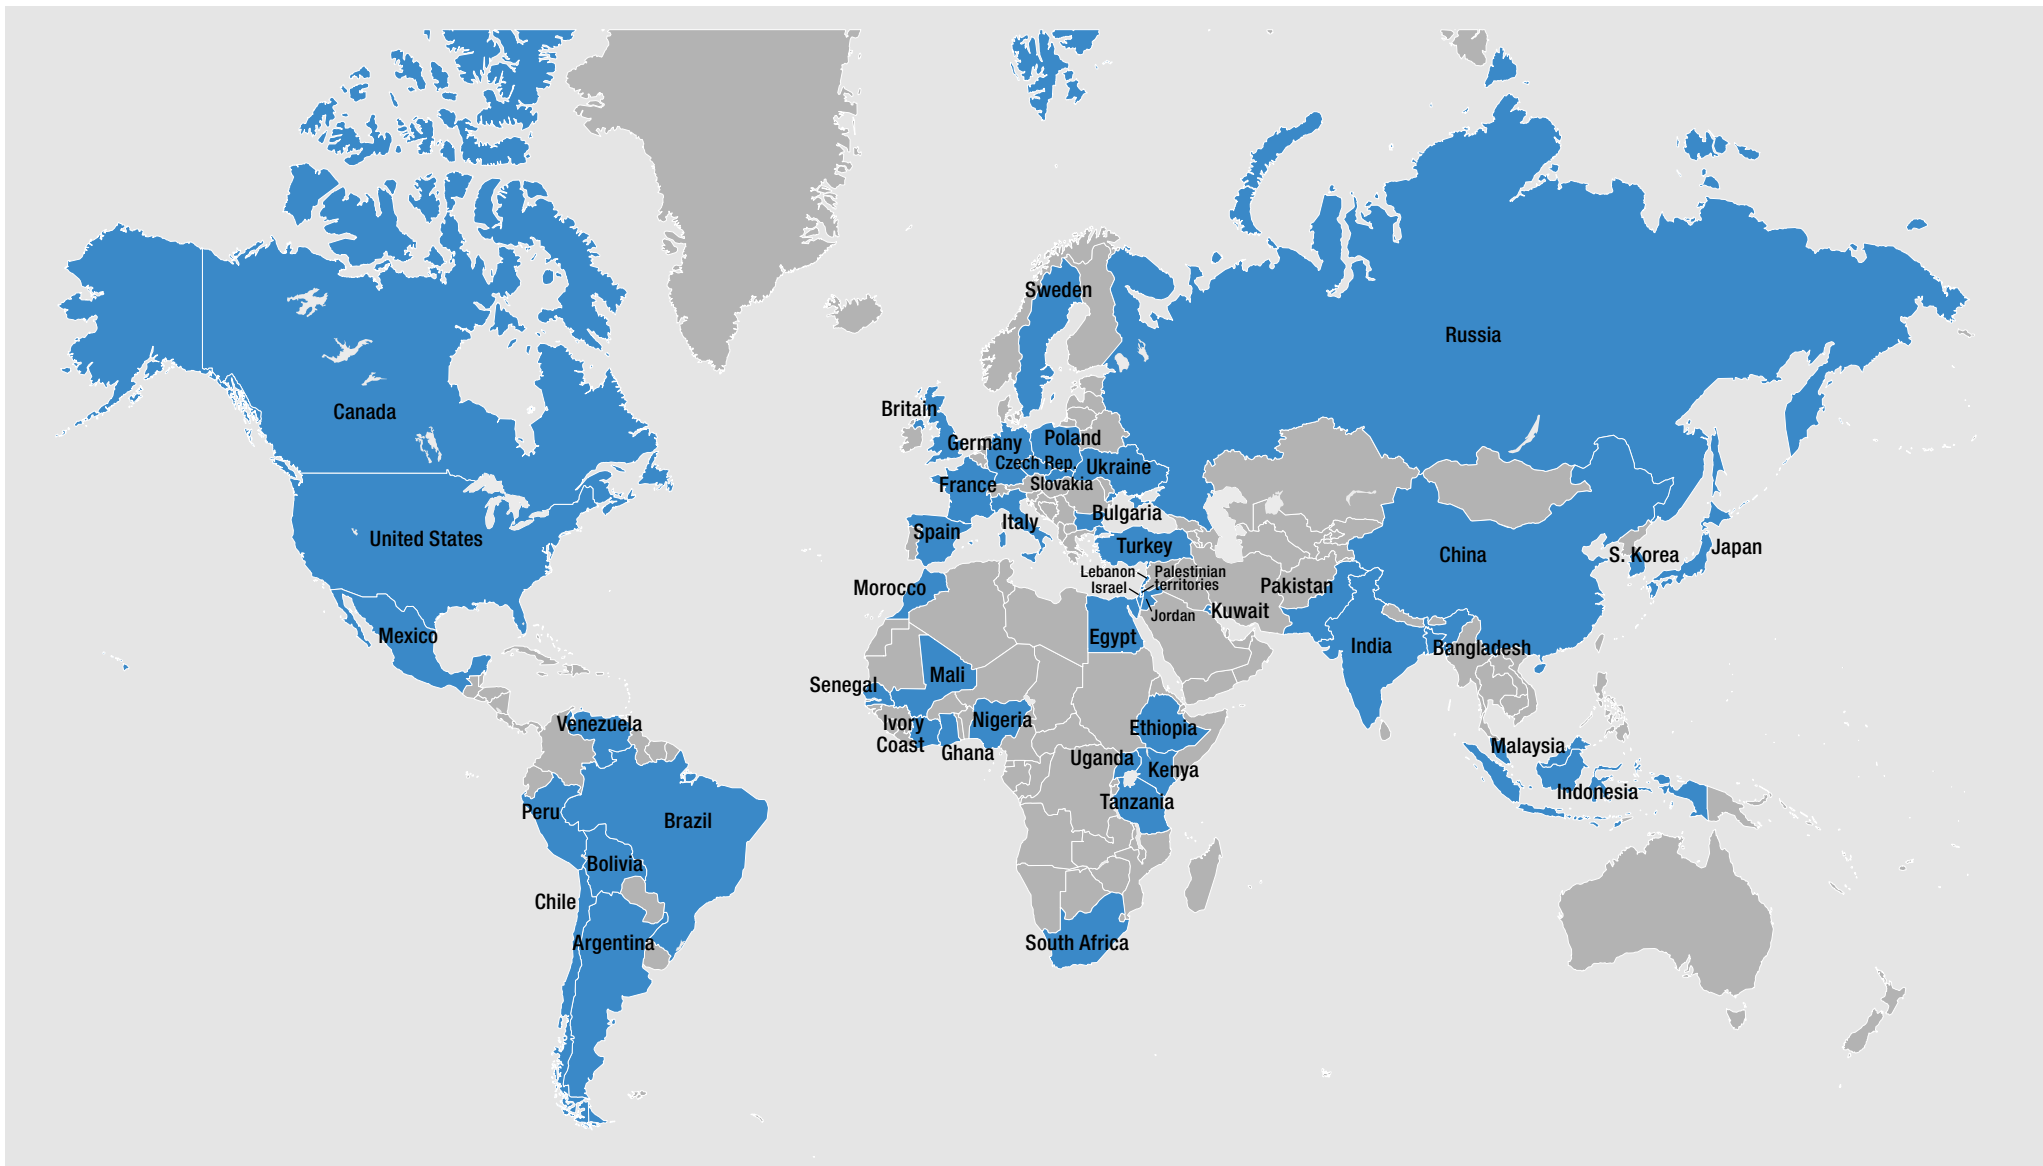 Sweden
Russia
Canada
Britain
Germany
Poland
Czech Rep.
Ukraine
France
Slovakia
United States
Spain
Italy
Bulgaria
Turkey
China
S. Korea
Japan
Morocco
Lebanon
Israel
Palestinian
territories
Jordan
Pakistan
Kuwait
Mexico
Egypt
India
Bangladesh
Senegal
Mali
Venezuela
Ivory
Coast
Ghana
Nigeria
Ethiopia
Uganda
Kenya
Malaysia
Indonesia
Tanzania
Peru
Brazil
Bolivia
Chile
Argentina
South Africa